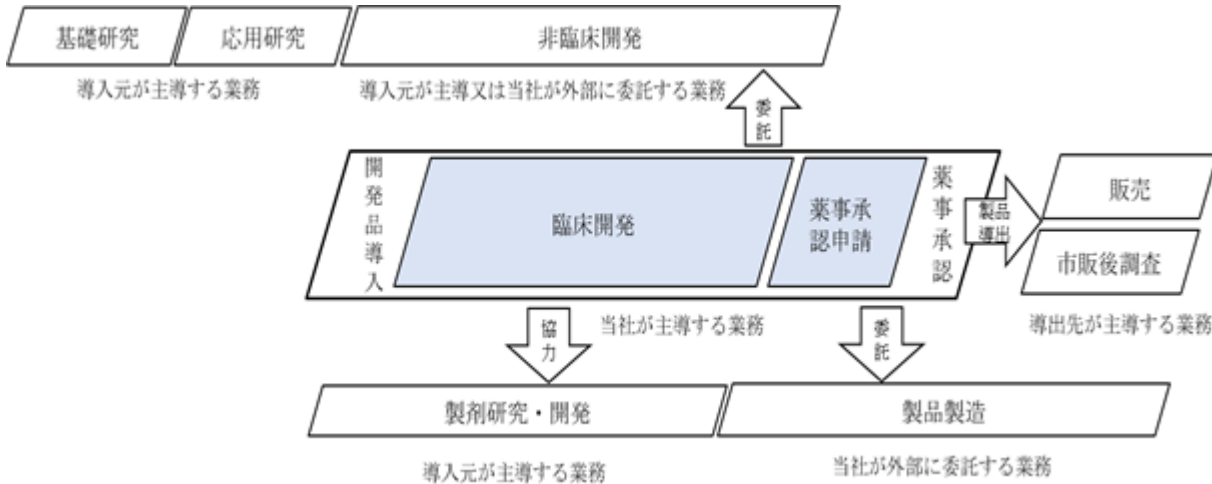 基礎研究
応用研究
非臨床開発
導入元が主導する業務
導入元が主導又は当社が外部に委託する業務
委託
開発品導入
臨床開発
薬事承
認申請
薬事承認
製品
導出
販売
市販後調査
協力
当社が主導する業務
委託
導出先が主導する業務
製剤研究・開発
製品製造
導入元が主導する業務
当社が外部に委託する業務